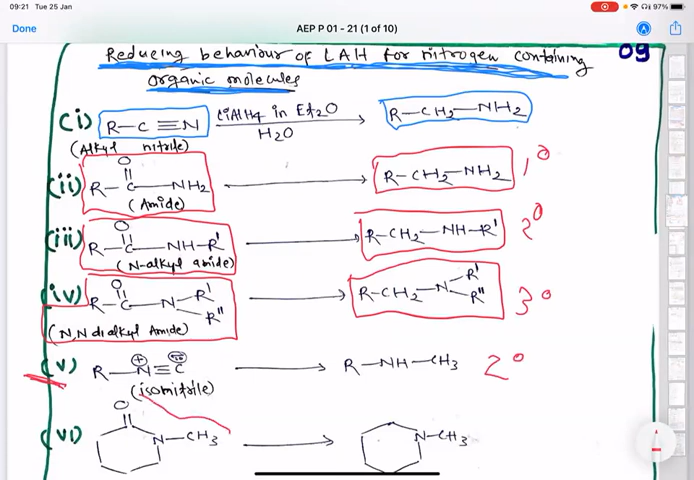 09:21 Tue 25 Jan
97%
Done
AEP P 01 - 21 (1 of 10)
Reducing behaviour of LAH for nitrogen containing 09
organic molecules
(i) R-C≡N LiAlH4 in Et2O R-CH2-NH2
H2O
(Alkyl nitrile)
O
(ii) R-C-NH2 R-CH2-NH2 1°
(Amide)
O
(iii) R-C-NH-R' R-CH2-NH-R' 2°
(N-alkyl amide)
O
(iv) R-C-N R' R'' R-CH2-N R' R'' 3°
(N,N dialkyl Amide)
(v) R-N≡C + - R-NH-CH3 2°
(isonitrile)
O
(vi) N-CH3 N-CH3